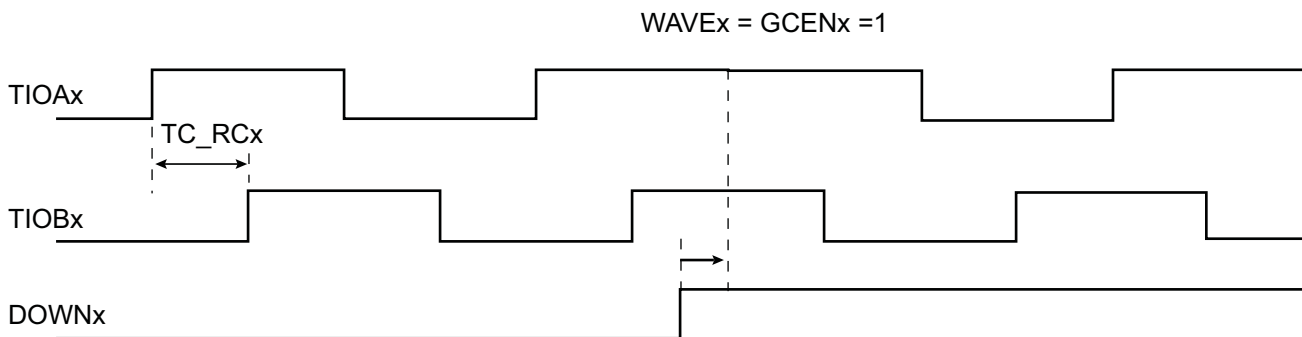 WAVEx = GCENx =1
TIOAx
TC_RCx
TIOBx
DOWNx